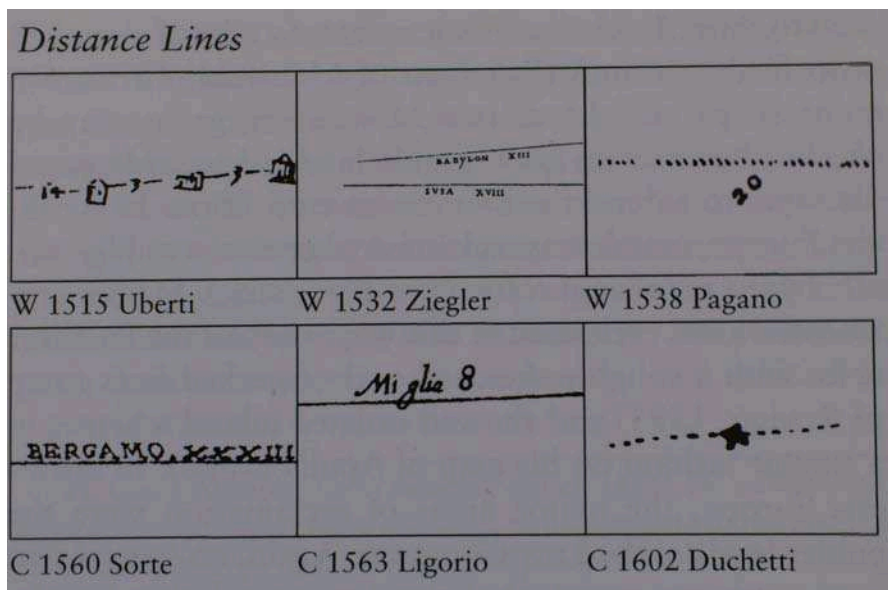 Distance Lines
14 3 3
BABYLON XIII
SVSA XVIII
20
W 1515 Uberti
W 1532 Ziegler
W 1538 Pagano
BERGAMO.XXXIII
Miglia 8
C 1560 Sorte
C 1563 Ligorio
C 1602 Duchetti